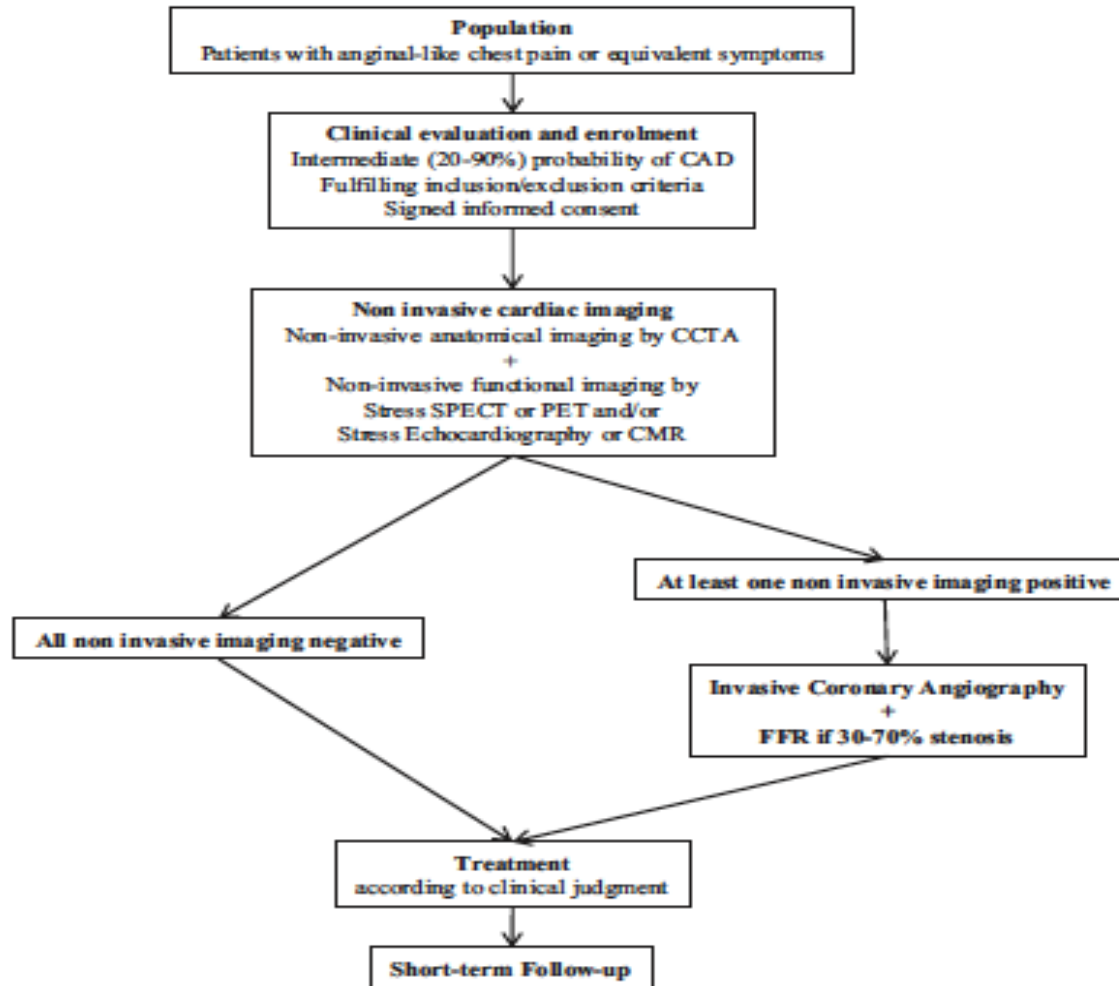 Population
Patients with anginal-like chest pain or equivalent symptoms
Clinical evaluation and enrolment
Intermediate (20-90%) probability of CAD
Fulfilling inclusion/exclusion criteria
Signed informed consent
Non invasive cardiac imaging
Non-invasive anatomical imaging by CCTA
+
Non-invasive functional imaging by
Stress SPECT or PET and/or
Stress Echocardiography or CMR
At least one non invasive imaging positive
All non invasive imaging negative
Invasive Coronary Angiography
+
FFR if 30-70% stenosis
Treatment
according to clinical judgment
Short-term Follow-up